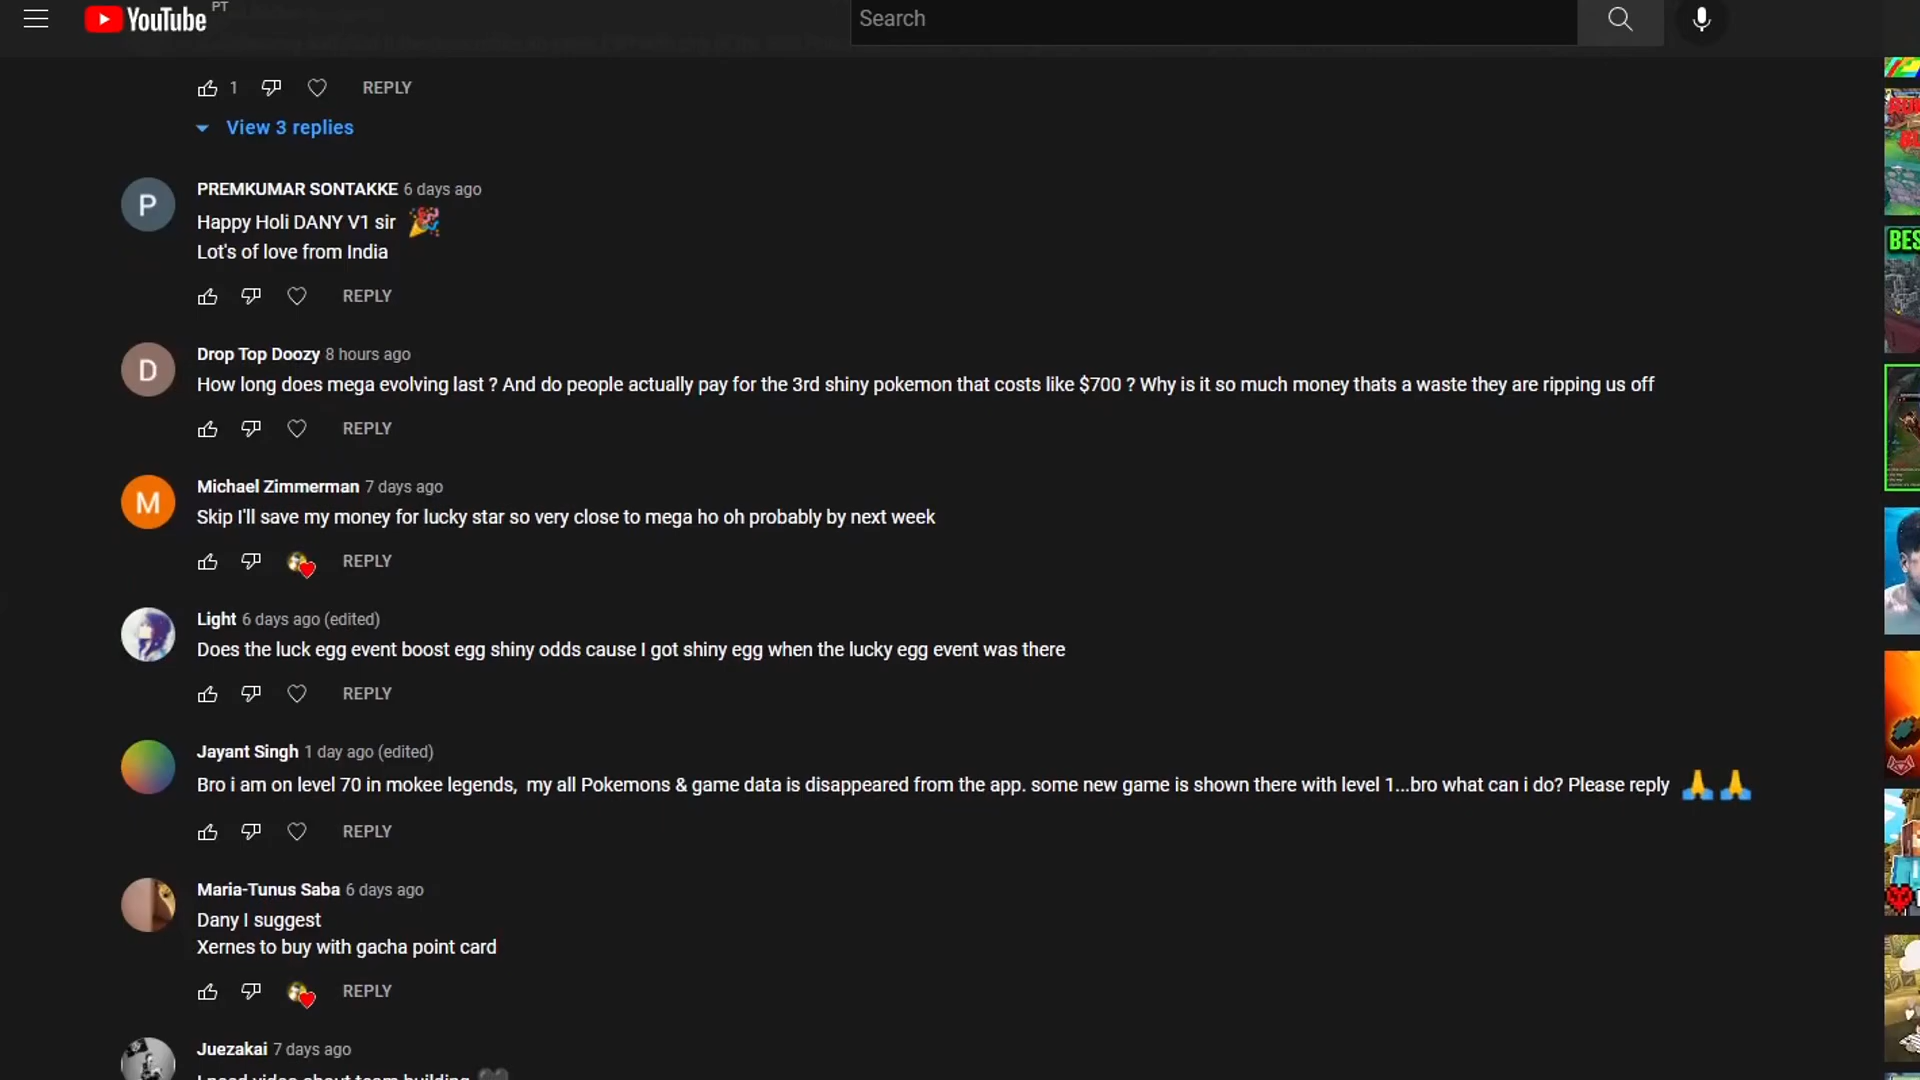 YouTube PT
Search
1 REPLY
View 3 replies
P
PREMKUMAR SONTAKKE 6 days ago
Happy Holi DANY V1 sir 🎉
Lot's of love from India
REPLY
D
Drop Top Doozy 8 hours ago
How long does mega evolving last ? And do people actually pay for the 3rd shiny pokemon that costs like $700 ? Why is it so much money thats a waste they are ripping us off
REPLY
M
Michael Zimmerman 7 days ago
Skip I'll save my money for lucky star so very close to mega ho oh probably by next week
REPLY
Light 6 days ago (edited)
Does the luck egg event boost egg shiny odds cause I got shiny egg when the lucky egg event was there
REPLY
Jayant Singh 1 day ago (edited)
Bro i am on level 70 in mokee legends, my all Pokemons & game data is disappeared from the app. some new game is shown there with level 1...bro what can i do? Please reply 🙏🙏
REPLY
Maria-Tunus Saba 6 days ago
Dany I suggest
Xernes to buy with gacha point card
REPLY
Juezakai 7 days ago
I need video about team building 🖤
BES